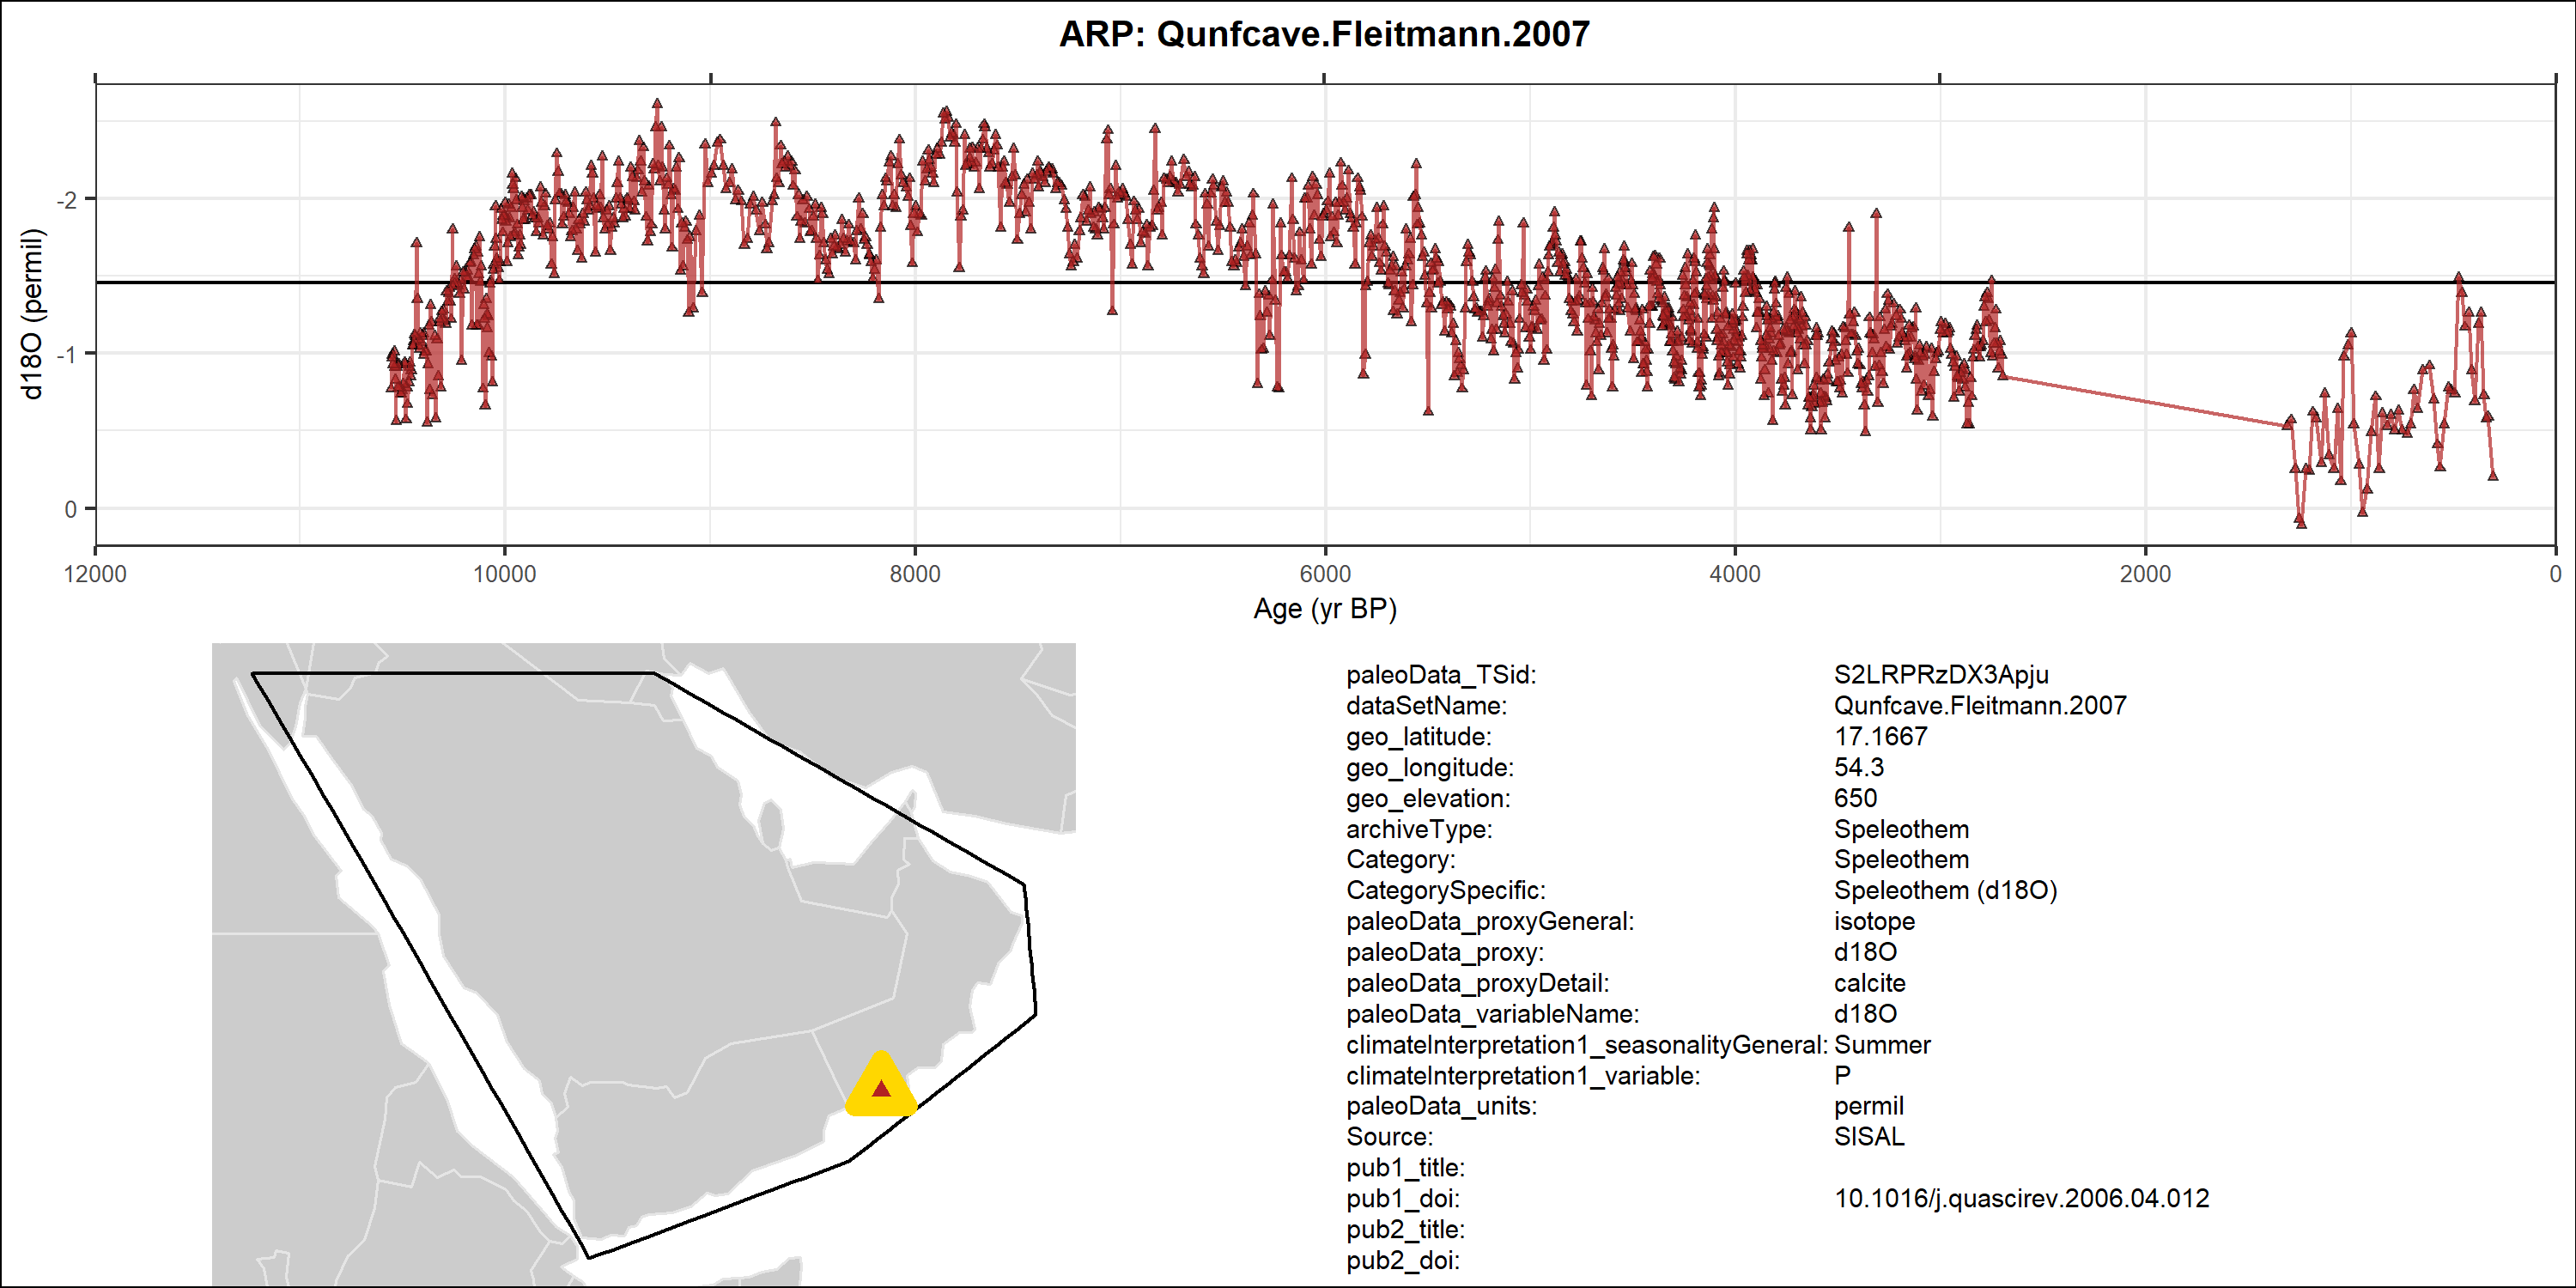 ARP: Qunfcave.Fleitmann.2007
d18O (permil)
-2
-1
0
12000 10000 8000 6000 4000 2000 0
Age (yr BP)
paleoData_TSid: S2LRPRzDX3Apju
dataSetName: Qunfcave.Fleitmann.2007
geo_latitude: 17.1667
geo_longitude: 54.3
geo_elevation: 650
archiveType: Speleothem
Category: Speleothem
CategorySpecific: Speleothem (d18O)
paleoData_proxyGeneral: isotope
paleoData_proxy: d18O
paleoData_proxyDetail: calcite
paleoData_variableName: d18O
climateInterpretation1_seasonalityGeneral: Summer
climateInterpretation1_variable: P
paleoData_units: permil
Source: SISAL
pub1_title:
pub1_doi: 10.1016/j.quascirev.2006.04.012
pub2_title:
pub2_doi: